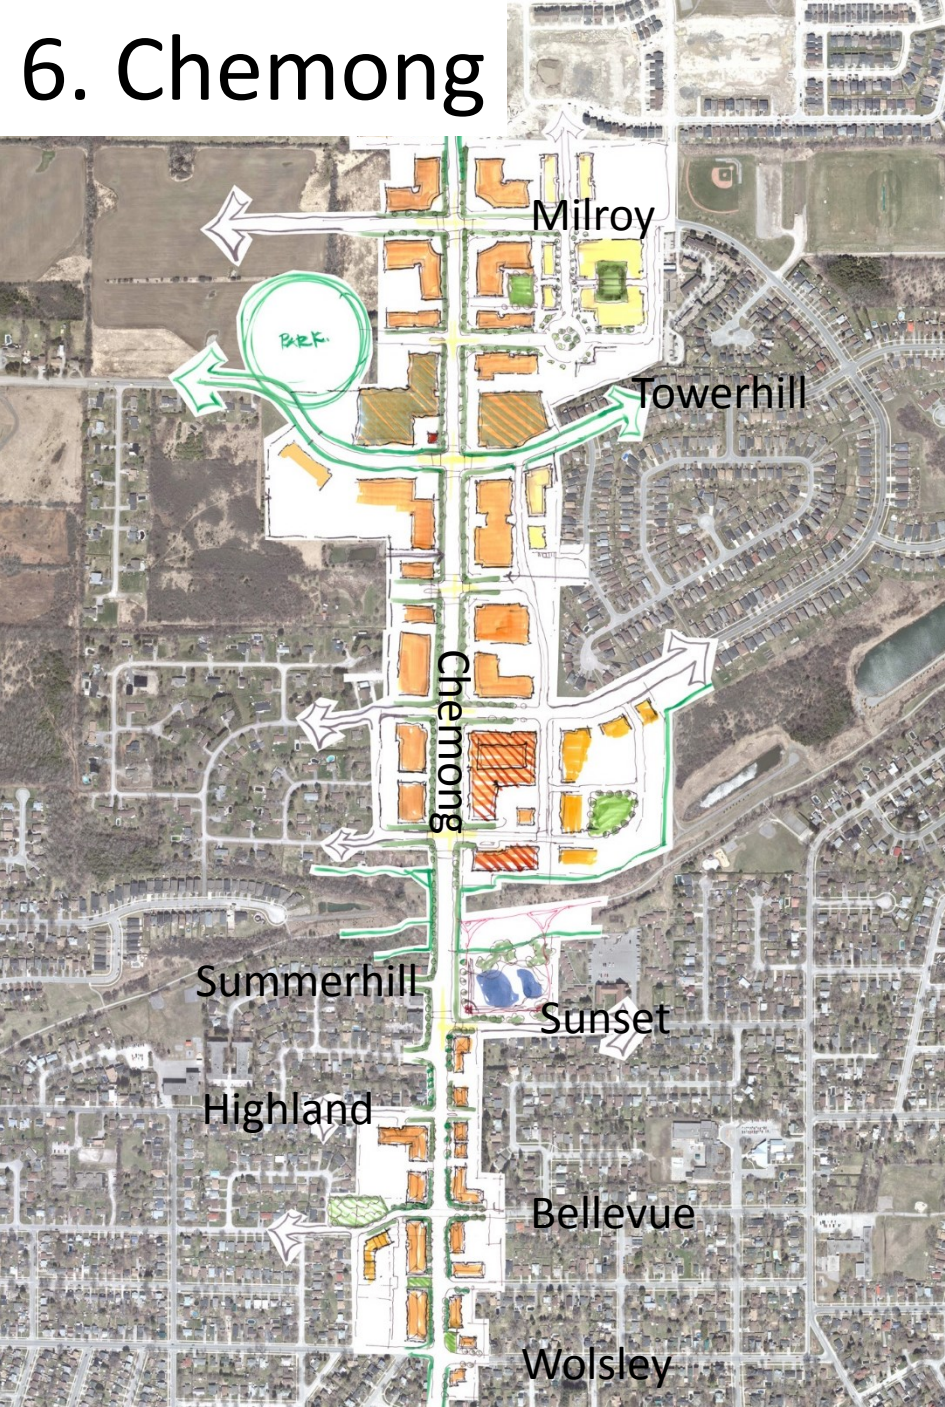 6. Chemong
Milroy
PARK.
Towerhill
Chemong
Summerhill
Sunset
Highland
Bellevue
Wolsley